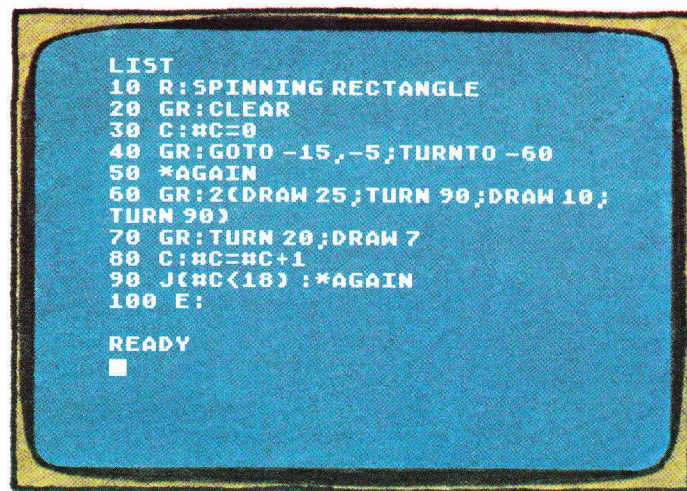 LIST
10 R:SPINNING RECTANGLE
20 GR:CLEAR
30 C:#C=0
40 GR:GOTO -15,-5;TURNTO -60
50 *AGAIN
60 GR:2(DRAW 25;TURN 90;DRAW 10;
TURN 90)
70 GR:TURN 20;DRAW 7
80 C:#C=#C+1
90 J(#C<18) :*AGAIN
100 E:
READY